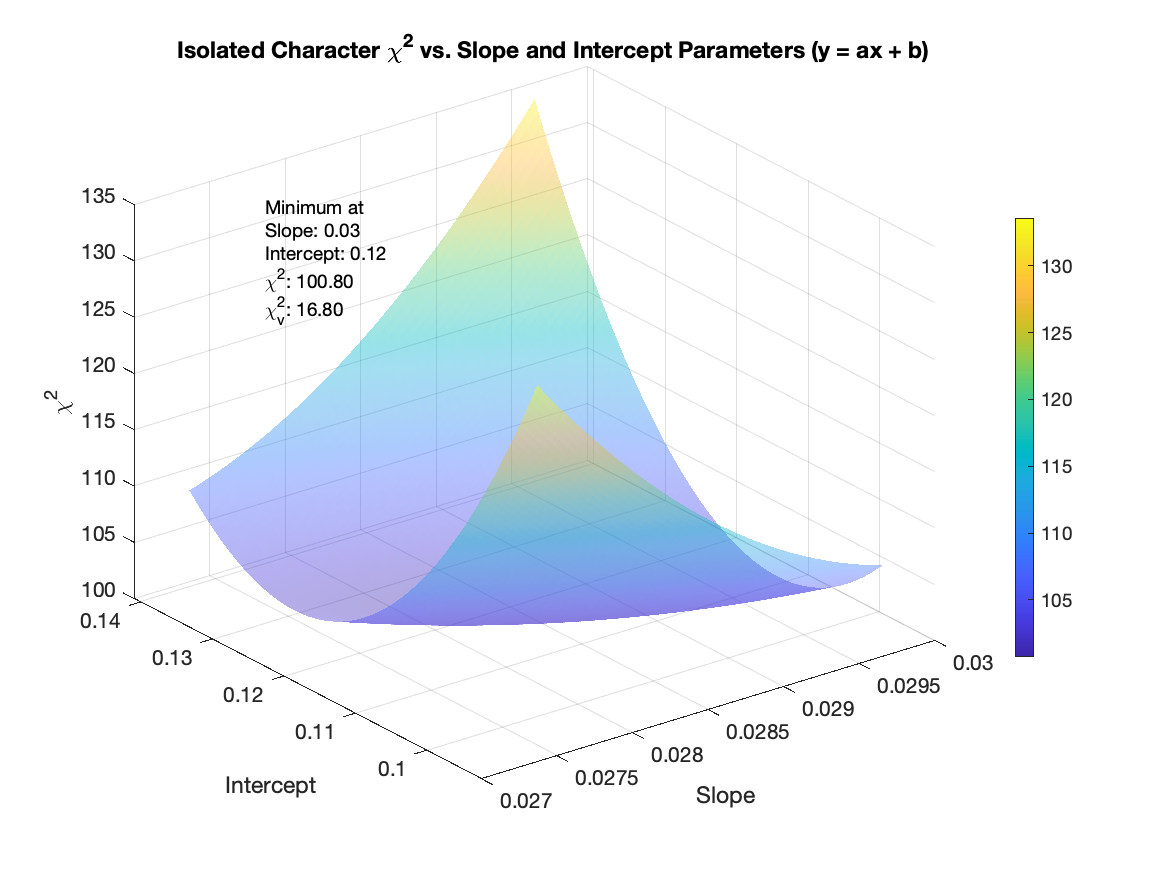 Isolated Character χ² vs. Slope and Intercept Parameters (y = ax + b)
Minimum at
Slope: 0.03
Intercept: 0.12
χ²: 100.80
χ²ᵥ: 16.80
χ²
135
130
125
120
115
110
105
100
0.14
0.13
0.12
0.11
0.1
Intercept
0.027
0.0275
0.028
0.0285
0.029
0.0295
0.03
Slope
130
125
120
115
110
105